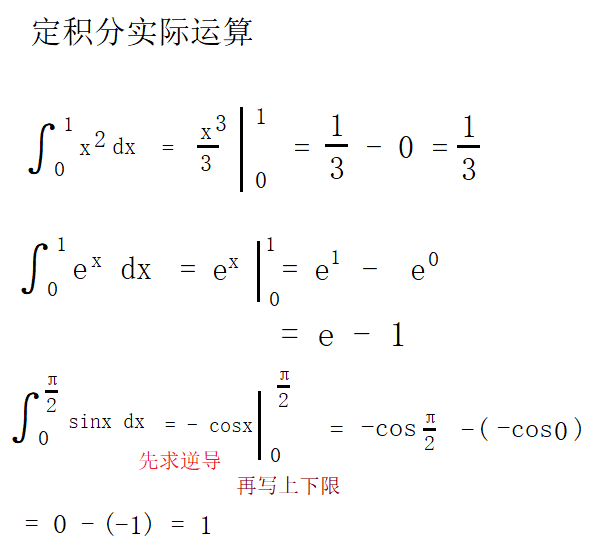 定积分实际运算
∫₀¹ x² dx = x³/3 |₀¹ = 1/3 - 0 = 1/3
∫₀¹ eˣ dx = eˣ |₀¹ = e¹ - e⁰
= e - 1
∫₀^(π/2) sinx dx = - cosx |₀^(π/2) = -cos π/2 -(-cos0)
先求逆导
再写上下限
= 0 - (-1) = 1